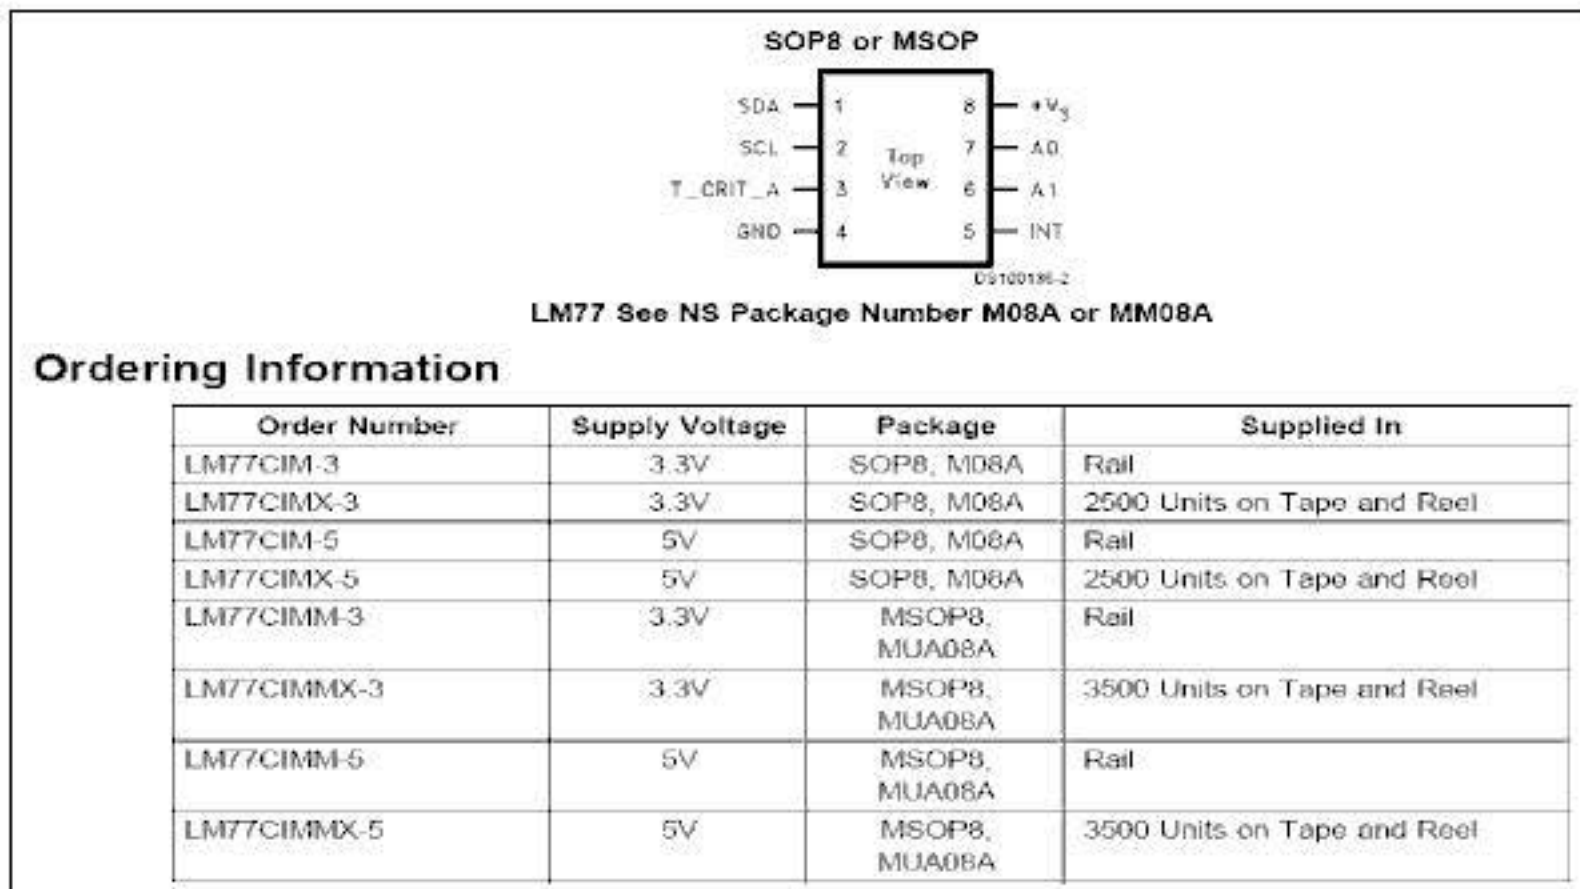 SOP8 or MSOP
SDA 1 8 +VS
SCL 2 7 A0
Top
View
T_CRIT_A 3 6 A1
GND 4 5 INT
DS100186-2
LM77 See NS Package Number M08A or MM08A
Ordering Information
Order Number Supply Voltage Package Supplied In
LM77CIM-3 3.3V SOP8, M08A Rail
LM77CIMX-3 3.3V SOP8, M08A 2500 Units on Tape and Reel
LM77CIM-5 5V SOP8, M08A Rail
LM77CIMX-5 5V SOP8, M08A 2500 Units on Tape and Reel
LM77CIMM-3 3.3V MSOP8, Rail
MUA08A
LM77CIMMX-3 3.3V MSOP8, 3500 Units on Tape and Reel
MUA08A
LM77CIMM-5 5V MSOP8, Rail
MUA08A
LM77CIMMX-5 5V MSOP8, 3500 Units on Tape and Reel
MUA08A